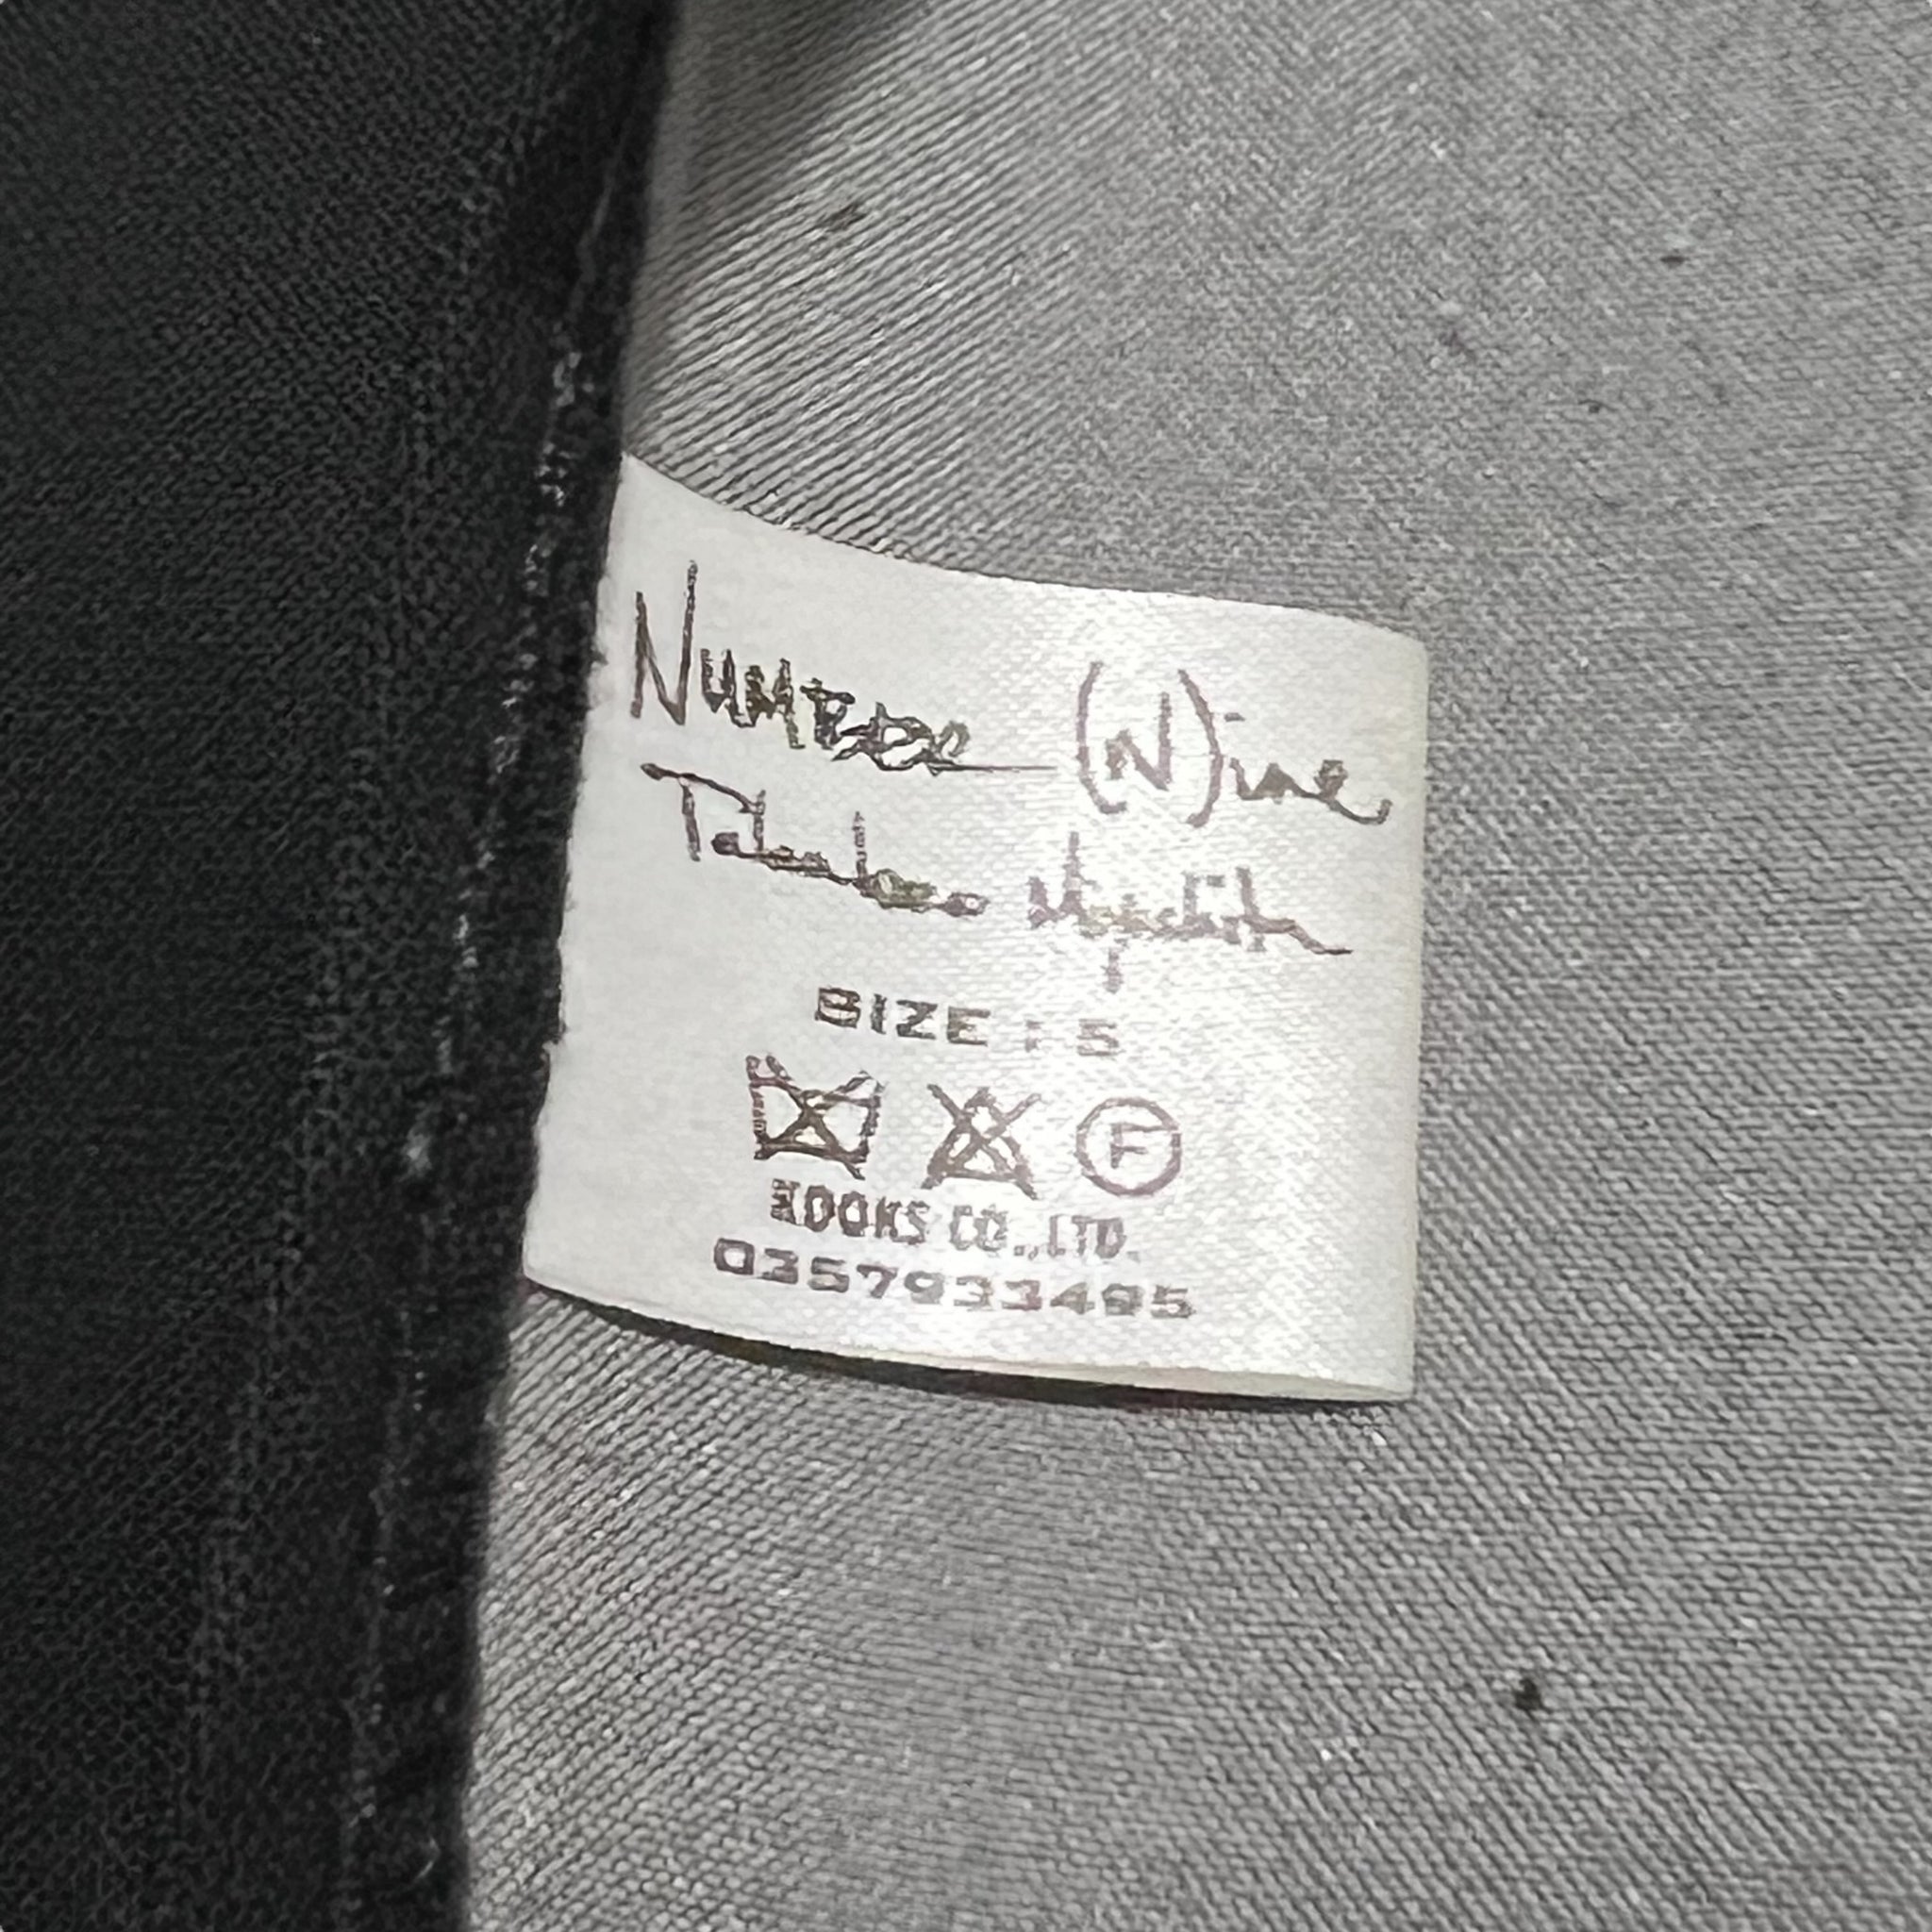 NUMBER (N)ine
Takahiro Miyashita
SIZE : 5
F
KOOKS CO.,LTD.
0357933495